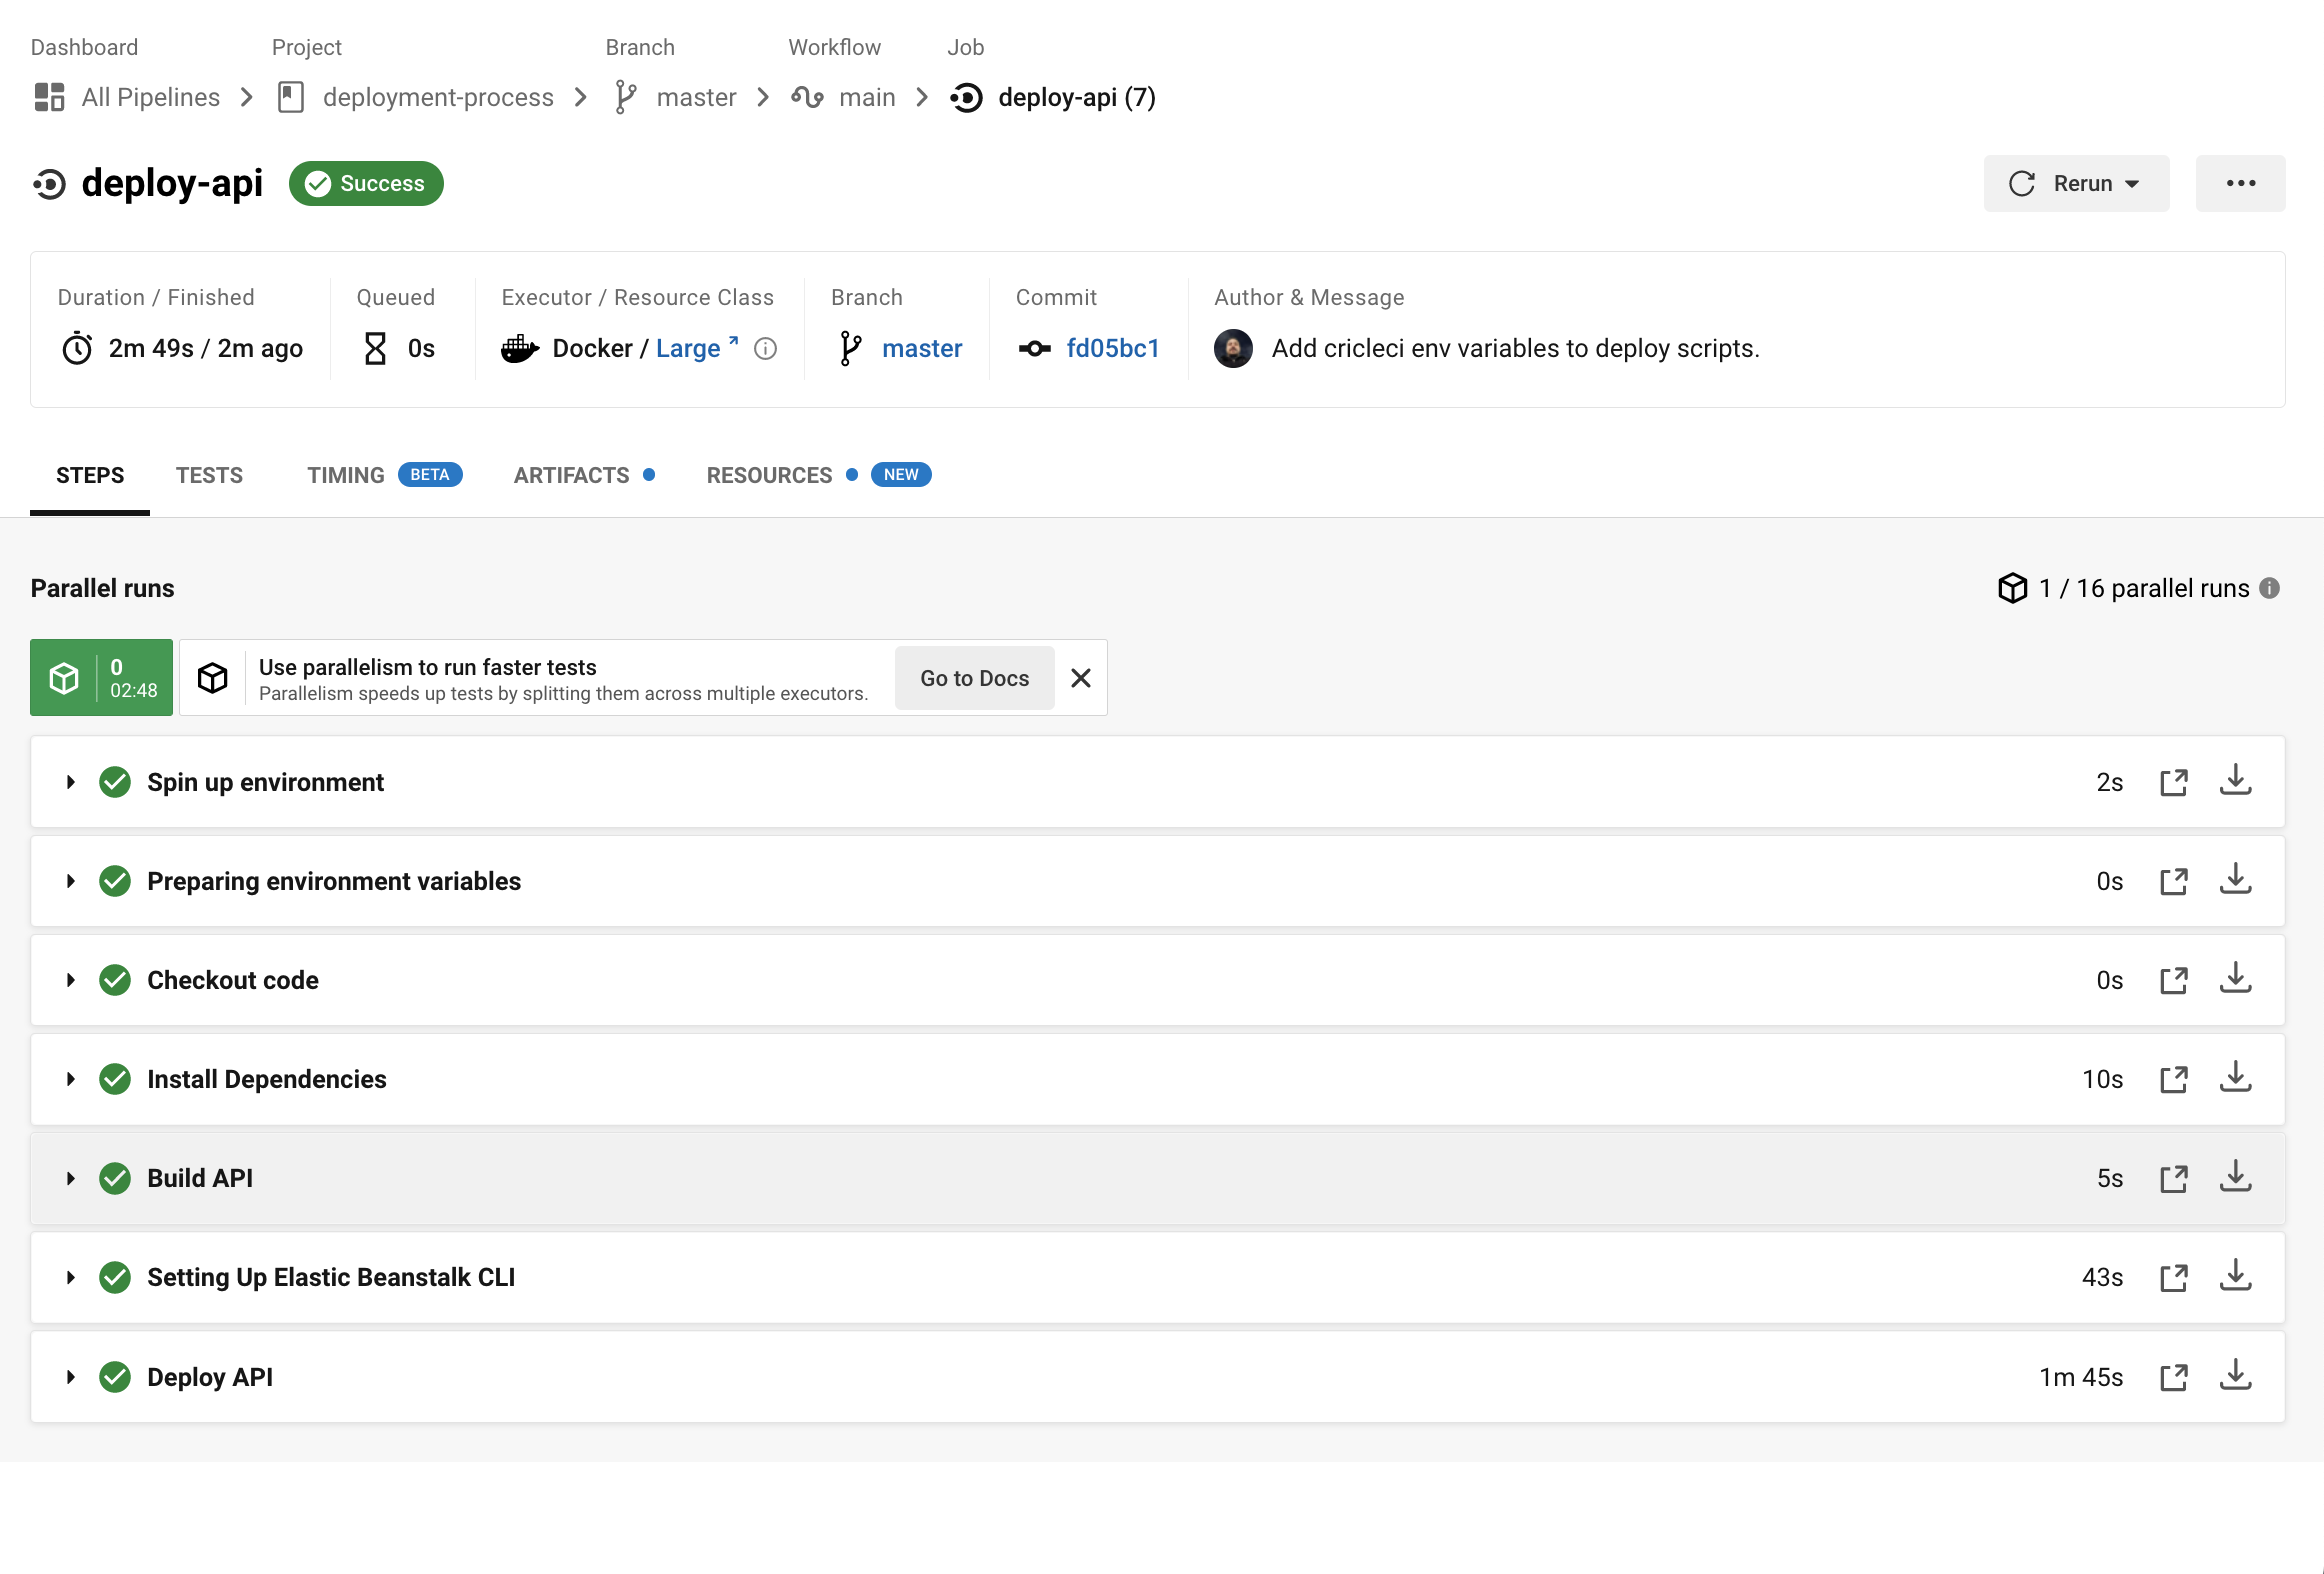 Dashboard Project Branch Workflow Job
All Pipelines deployment-process master main deploy-api (7)
deploy-api Success Rerun
Duration / Finished Queued Executor / Resource Class Branch Commit Author & Message
2m 49s / 2m ago 0s Docker / Large master fd05bc1 Add cricleci env variables to deploy scripts.
STEPS TESTS TIMING BETA ARTIFACTS RESOURCES NEW
Parallel runs 1 / 16 parallel runs
0
02:48
Use parallelism to run faster tests
Parallelism speeds up tests by splitting them across multiple executors.
Go to Docs
Spin up environment 2s
Preparing environment variables 0s
Checkout code 0s
Install Dependencies 10s
Build API 5s
Setting Up Elastic Beanstalk CLI 43s
Deploy API 1m 45s